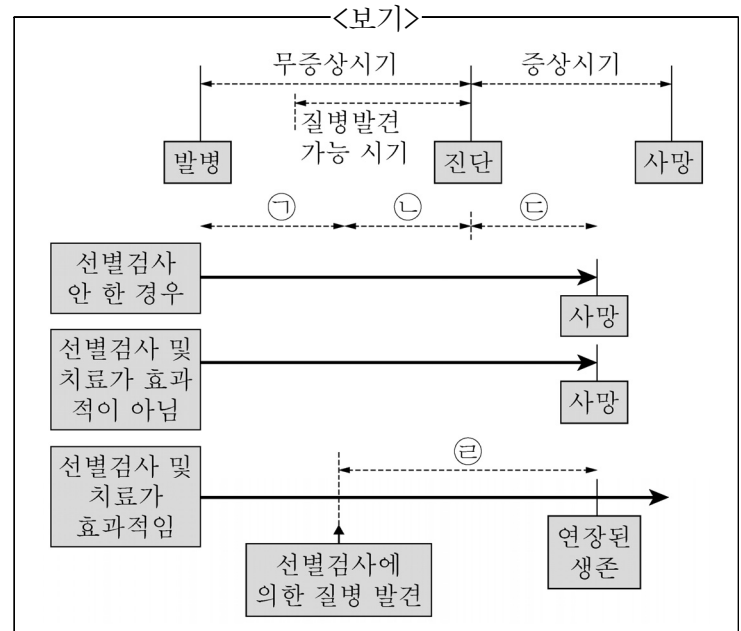 <보기>
무증상시기
증상시기
질병발견
가능 시기
발병
진단
사망
㉠
㉡
㉢
선별검사
안 한 경우
사망
선별검사 및
치료가 효과
적이 아님
사망
㉣
선별검사 및
치료가
효과적임
선별검사에
의한 질병 발견
연장된
생존